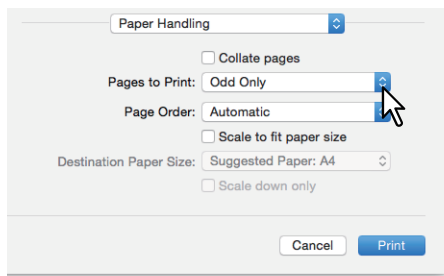 Paper Handling
Collate pages
Pages to Print: Odd Only
Page Order: Automatic
Scale to fit paper size
Destination Paper Size: Suggested Paper: A4
Scale down only
Cancel Print